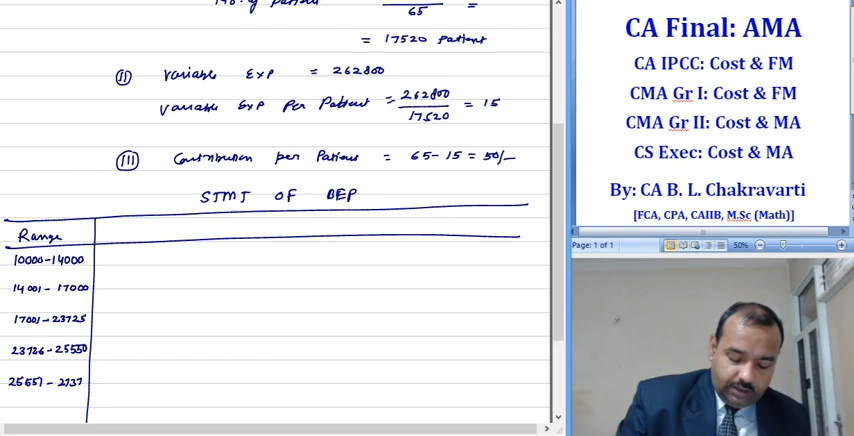 No. of Patient
65 =
= 17520 Patient
(II) Variable Exp = 262800
Variable Exp Per Patient = 262800 / 17520 = 15
(III) Contribution per Patient = 65 - 15 = 50/-
STMT OF BEP
Range
10000-14000
14001 - 17000
17001 - 23725
23726 - 25550
25551 - 2737
CA Final: AMA
CA IPCC: Cost & FM
CMA Gr I: Cost & FM
CMA Gr II: Cost & MA
CS Exec: Cost & MA
By: CA B. L. Chakravarti
[FCA, CPA, CAIIB, M.Sc (Math)]
Page: 1 of 1
50%